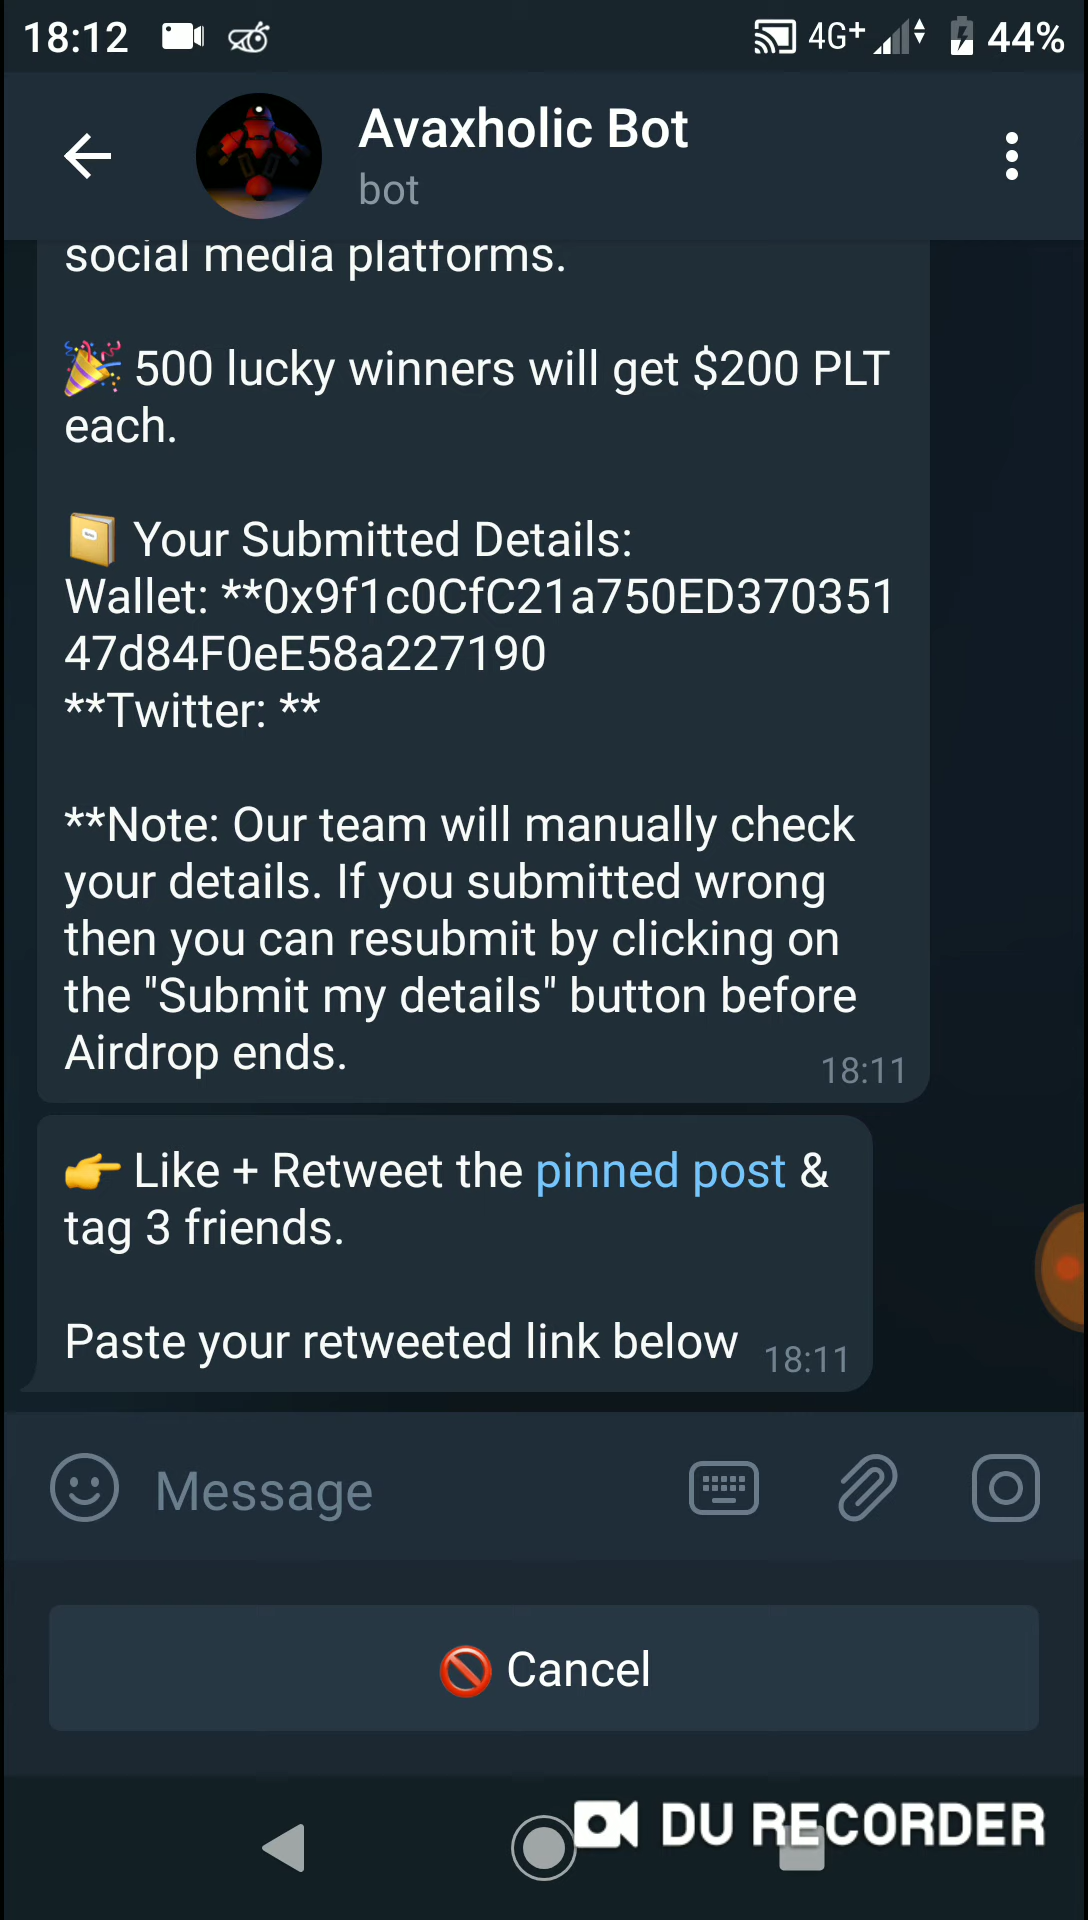 18:12 4G+ 44%
Avaxholic Bot
bot
social media platforms.
500 lucky winners will get $200 PLT
each.
Your Submitted Details:
Wallet: **0x9f1c0CfC21a750ED370351
47d84F0eE58a227190
**Twitter: **
**Note: Our team will manually check
your details. If you submitted wrong
then you can resubmit by clicking on
the "Submit my details" button before
Airdrop ends.
18:11
Like + Retweet the pinned post &
tag 3 friends.
Paste your retweeted link below 18:11
Message
Cancel
DU RECORDER